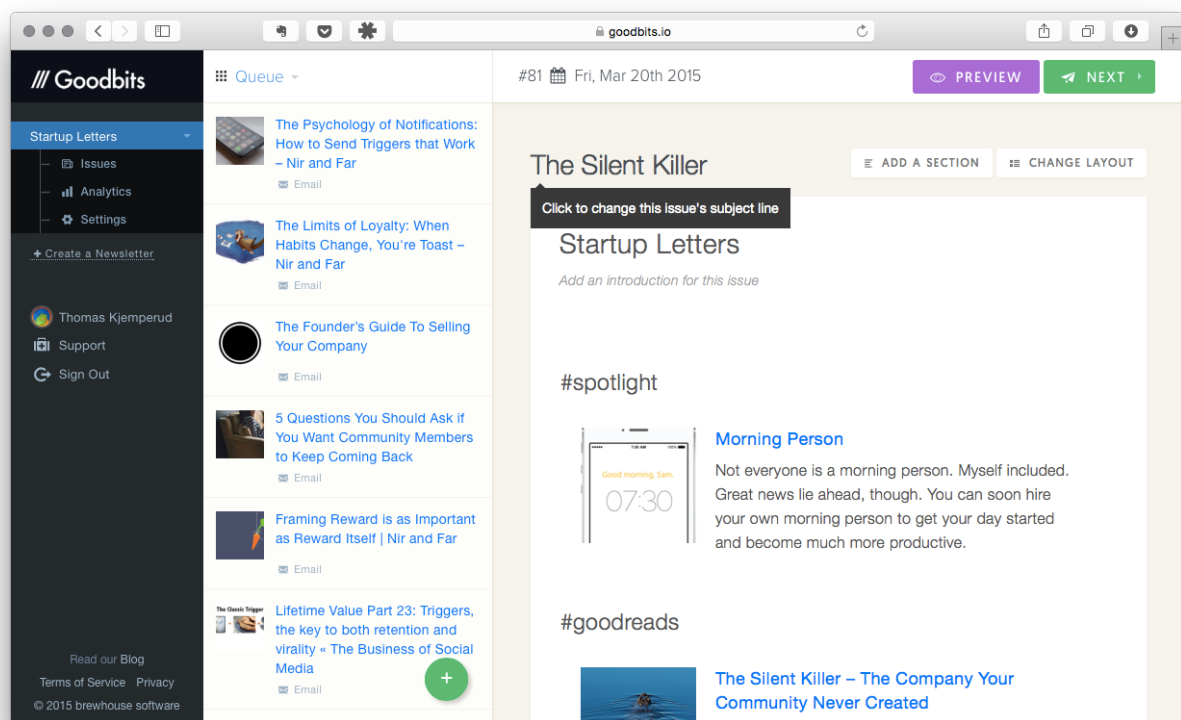 goodbits.io
/// Goodbits
Startup Letters
Issues
Analytics
Settings
+ Create a Newsletter
Thomas Kjemperud
Support
Sign Out
Read our Blog
Terms of Service Privacy
© 2015 brewhouse software
Queue
The Psychology of Notifications:
How to Send Triggers that Work
– Nir and Far
Email
The Limits of Loyalty: When
Habits Change, You're Toast –
Nir and Far
Email
The Founder's Guide To Selling
Your Company
Email
5 Questions You Should Ask if
You Want Community Members
to Keep Coming Back
Email
Framing Reward is as Important
as Reward Itself | Nir and Far
Email
The Classic Trigger
Lifetime Value Part 23: Triggers,
the key to both retention and
virality « The Business of Social
Media
Email
+
#81 Fri, Mar 20th 2015
PREVIEW
NEXT
The Silent Killer
ADD A SECTION
CHANGE LAYOUT
Click to change this issue's subject line
Startup Letters
Add an introduction for this issue
#spotlight
Good morning, Sam.
07:30
Morning Person
Not everyone is a morning person. Myself included.
Great news lie ahead, though. You can soon hire
your own morning person to get your day started
and become much more productive.
#goodreads
The Silent Killer – The Company Your
Community Never Created